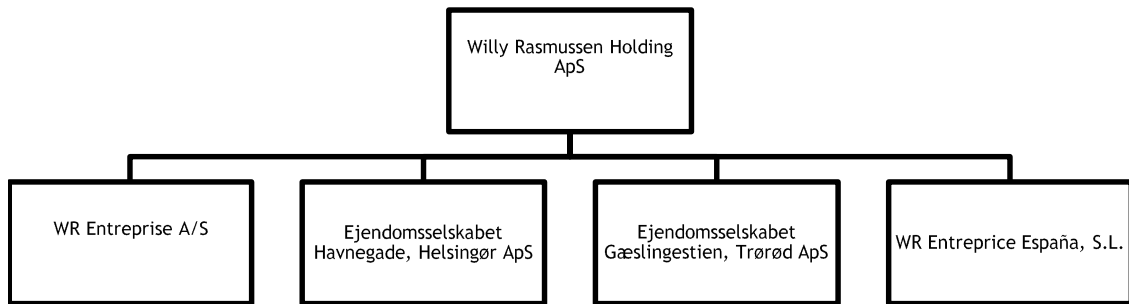 Willy Rasmussen Holding
ApS
WR Entreprise A/S
Ejendomsselskabet
Havnegade, Helsingør ApS
Ejendomsselskabet
Gæslingestien, Trørød ApS
WR Entreprice España, S.L.